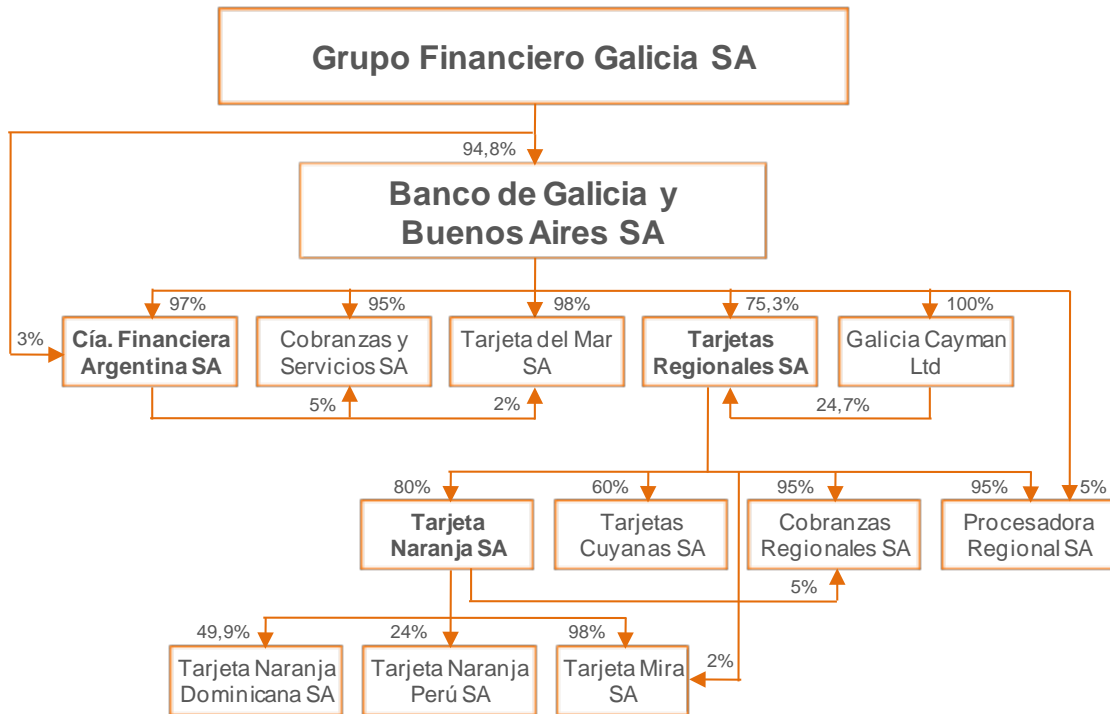 Grupo Financiero Galicia SA
94,8%
Banco de Galicia y
Buenos Aires SA
97%
95%
98%
75,3%
100%
3%
Cía. Financiera
Argentina SA
Cobranzas y
Servicios SA
Tarjeta del Mar
SA
Tarjetas
Regionales SA
Galicia Cayman
Ltd
5%
2%
24,7%
80%
60%
95%
95%
5%
Tarjeta
Naranja SA
Tarjetas
Cuyanas SA
Cobranzas
Regionales SA
Procesadora
Regional SA
5%
49,9%
24%
98%
Tarjeta Naranja
Dominicana SA
Tarjeta Naranja
Perú SA
Tarjeta Mira
SA
2%